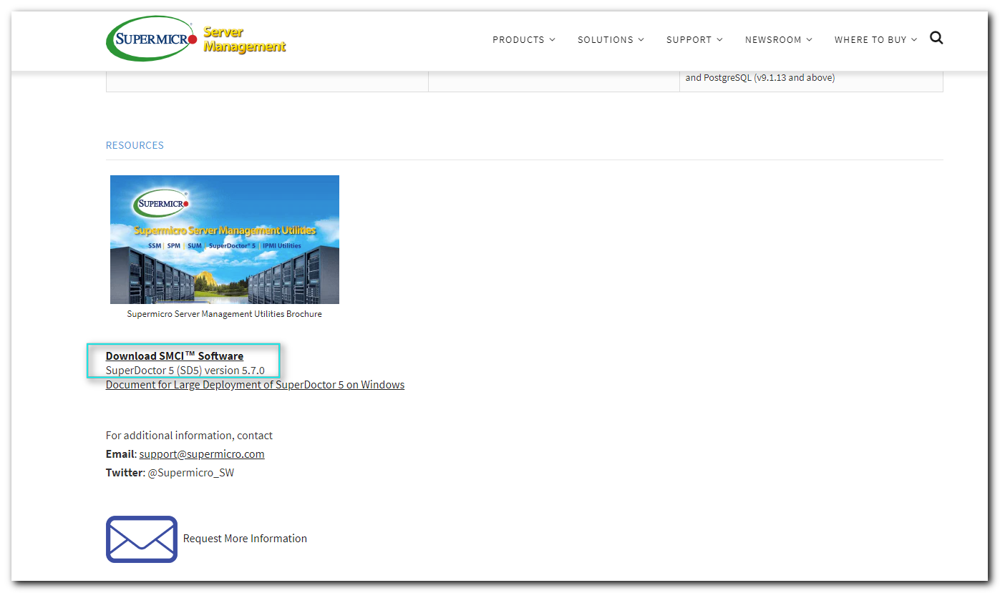 SUPERMICRO Server
Management
PRODUCTS SOLUTIONS SUPPORT NEWSROOM WHERE TO BUY
and PostgreSQL (v9.1.13 and above)
RESOURCES
SUPERMICRO
Supermicro Server Management Utilities
SSM | SPM | SUM | SuperDoctor® 5 | IPMI Utilities
Supermicro Server Management Utilities Brochure
Download SMCI™ Software
SuperDoctor 5 (SD5) version 5.7.0
Document for Large Deployment of SuperDoctor 5 on Windows
For additional information, contact
Email: support@supermicro.com
Twitter: @Supermicro_SW
Request More Information